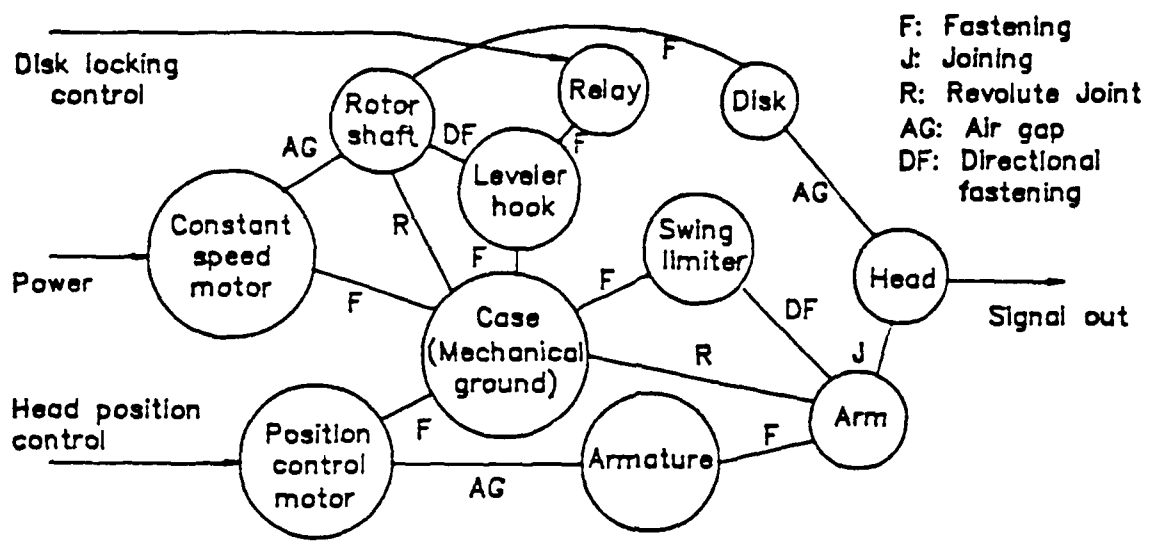 F: Fastening
J: Joining
R: Revolute Joint
AG: Air gap
DF: Directional
fastening
Disk locking
control
F
Relay
Disk
Rotor
shaft
DF
F
AG
Leveler
hook
AG
Constant
speed
motor
R
Swing
limiter
F
F
Head
Power
F
DF
Signal out
Case
(Mechanical
ground)
R
J
Head position
control
F
Position
control
motor
Armature
F
Arm
AG